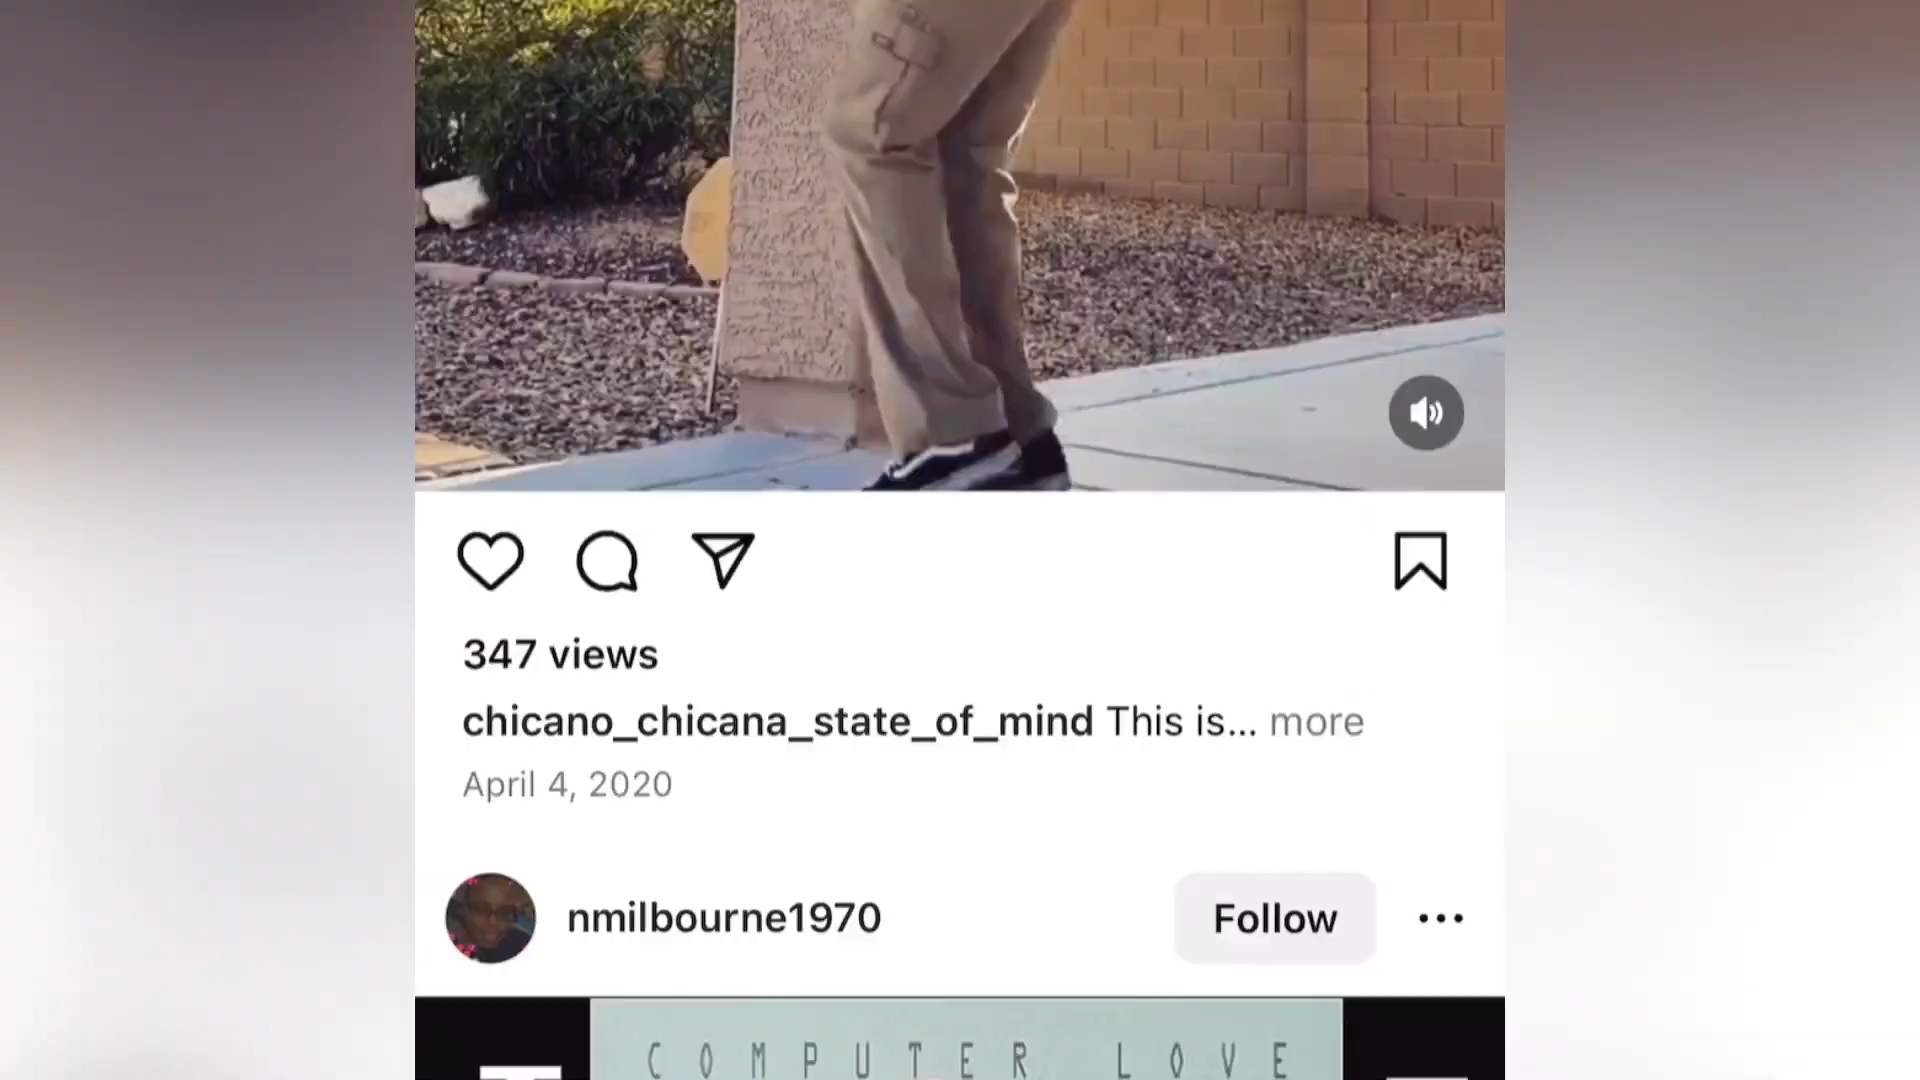 347 views
chicano_chicana_state_of_mind This is... more
April 4, 2020
nmilbourne1970
Follow
COMPUTER LOVE